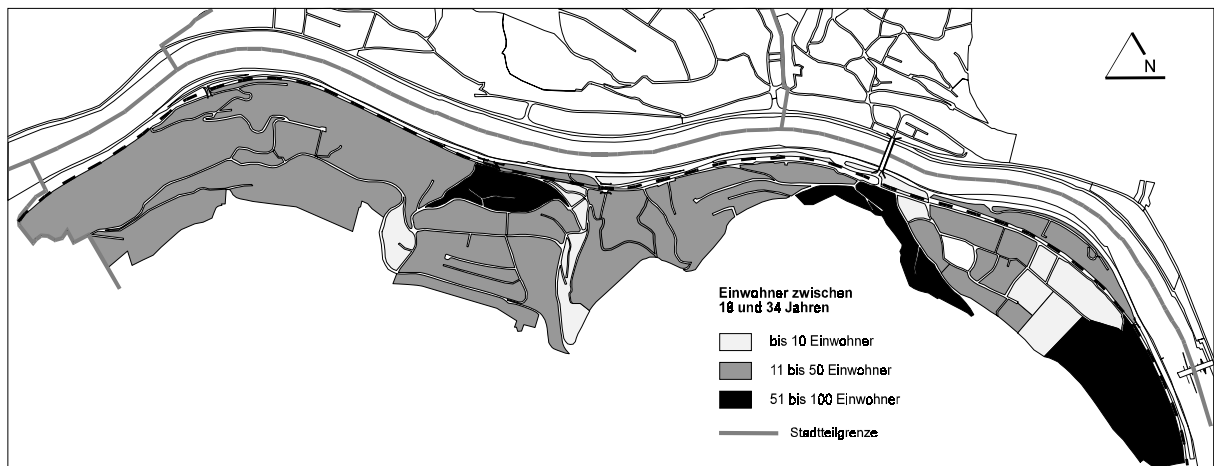 N
Einwohner zwischen
18 und 34 Jahren
bis 10 Einwohner
11 bis 50 Einwohner
51 bis 100 Einwohner
Stadtteilgrenze